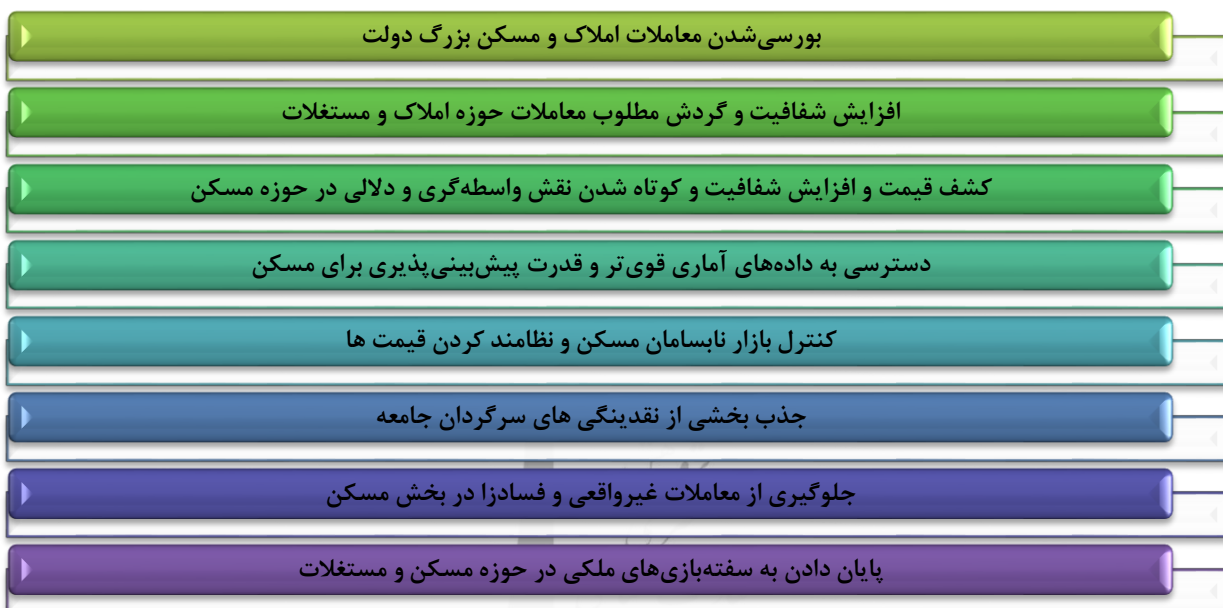 بورسی‌شدن معاملات املاک و مسکن بزرگ دولت
افزایش شفافیت و گردش مطلوب معاملات حوزه املاک و مستغلات
کشف قیمت و افزایش شفافیت و کوتاه شدن نقش واسطه‌گری و دلالی در حوزه مسکن
دسترسی به داده‌های آماری قوی‌تر و قدرت پیش‌بینی‌پذیری برای مسکن
کنترل بازار نابسامان مسکن و نظامند کردن قیمت ها
جذب بخشی از نقدینگی های سرگردان جامعه
جلوگیری از معاملات غیرواقعی و فسادزا در بخش مسکن
پایان دادن به سفته‌بازی‌های ملکی در حوزه مسکن و مستغلات